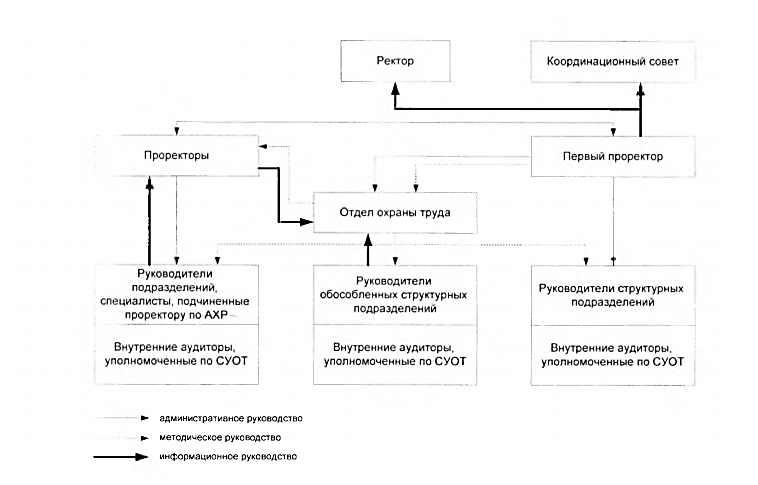 Ректор
Координационный совет
Проректоры
Первый проректор
Отдел охраны труда
Руководители
подразделений,
специалисты, подчиненные
проректору по АХР
Руководители
обособленных структурных
подразделений
Руководители структурных
подразделений
Внутренние аудиторы,
уполномоченные по СУОТ
Внутренние аудиторы,
уполномоченные по СУОТ
Внутренние аудиторы,
уполномоченные по СУОТ
административное руководство
методическое руководство
информационное руководство